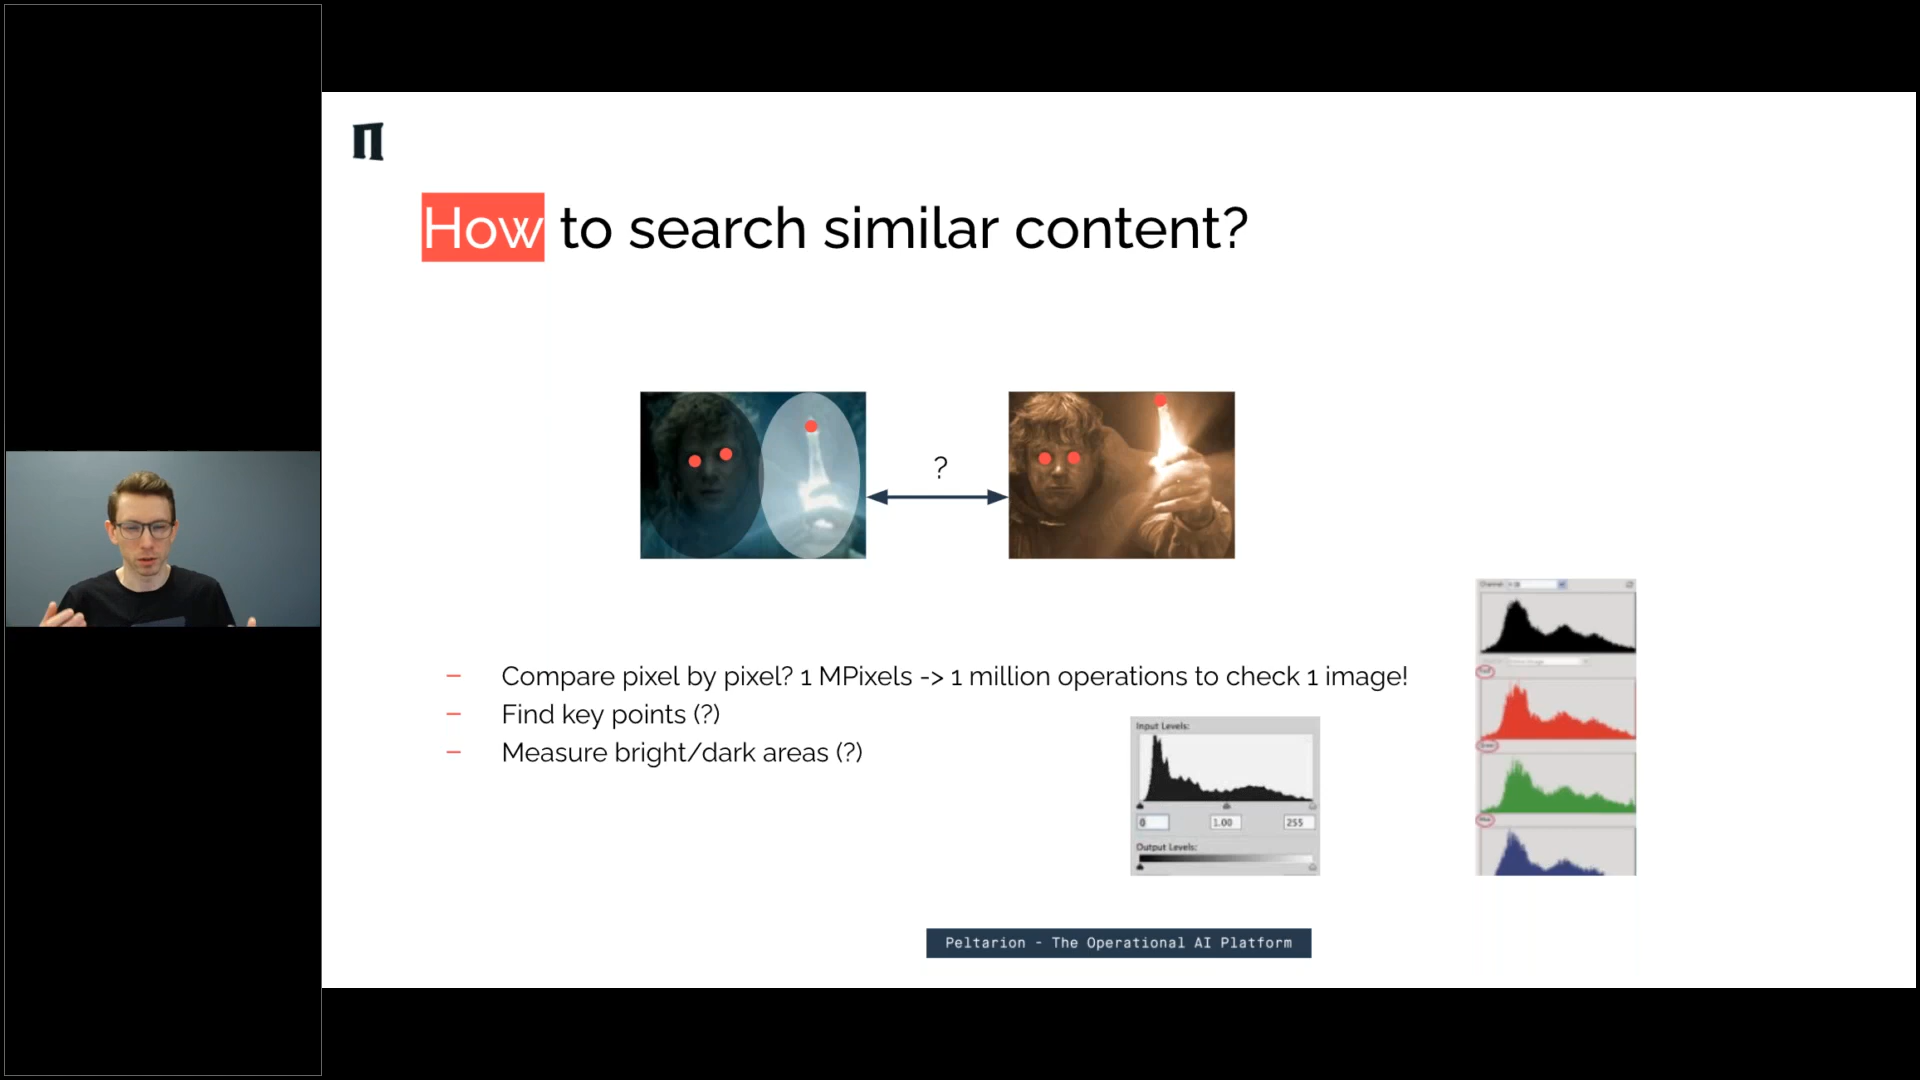 How to search similar content?
?
– Compare pixel by pixel? 1 MPixels -> 1 million operations to check 1 image!
– Find key points (?)
– Measure bright/dark areas (?)
Input Levels:
0 1.00 255
Output Levels:
Peltarion - The Operational AI Platform